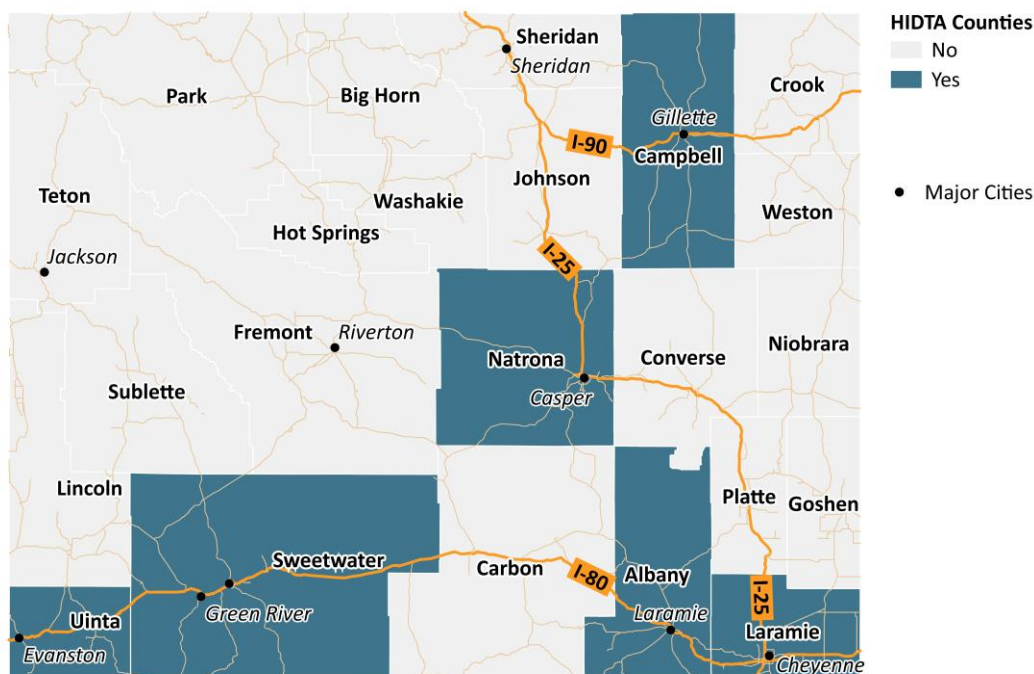 HIDTA Counties
No
Yes
Major Cities
Sheridan
Sheridan
Park
Big Horn
Crook
Gillette
I-90
Campbell
Johnson
Teton
Washakie
Weston
Hot Springs
Jackson
I-25
Fremont
Riverton
Natrona
Converse
Niobrara
Sublette
Casper
Lincoln
Platte
Goshen
Sweetwater
Carbon
I-80
Albany
I-25
Uinta
Green River
Laramie
Laramie
Evanston
Cheyenne